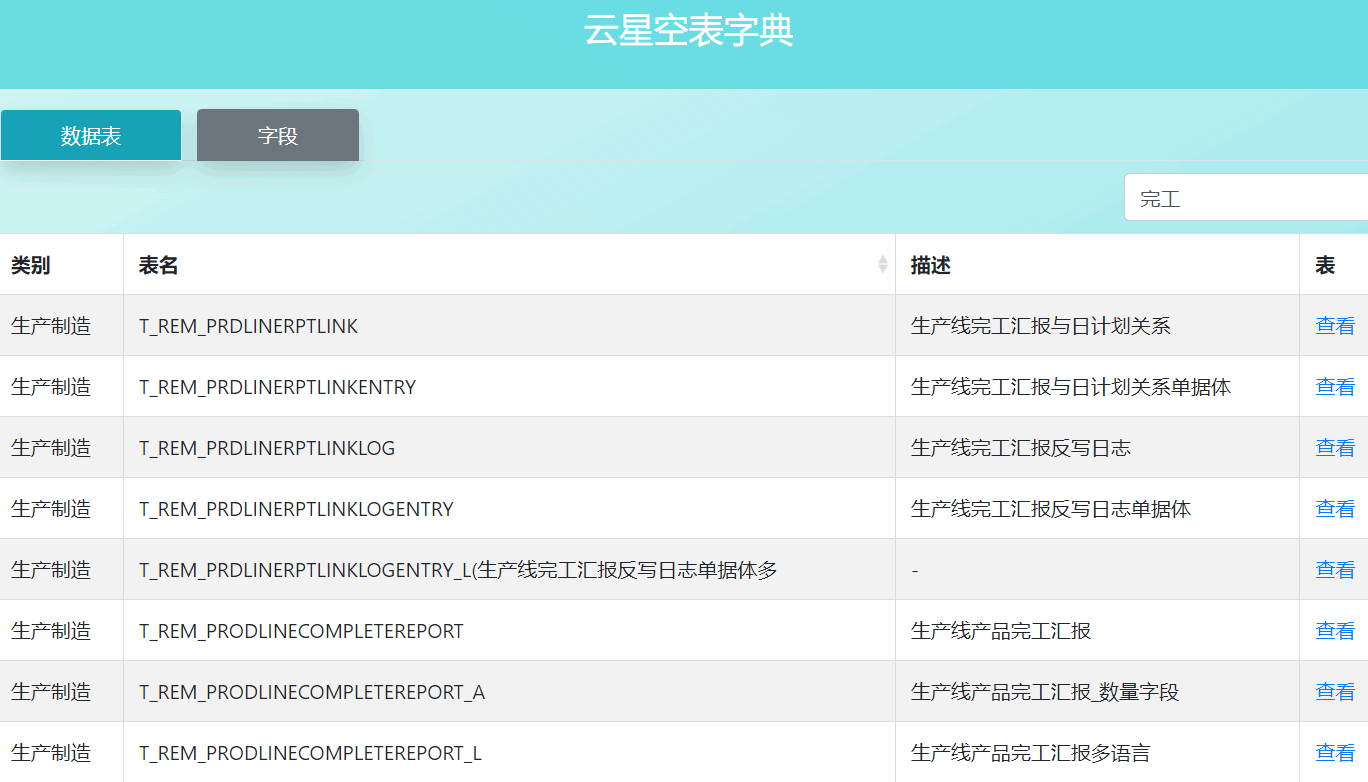 云星空表字典
数据表 字段
完工
类别 表名 描述 表
生产制造 T_REM_PRDLINERPTLINK 生产线完工汇报与日计划关系 查看
生产制造 T_REM_PRDLINERPTLINKENTRY 生产线完工汇报与日计划关系单据体 查看
生产制造 T_REM_PRDLINERPTLINKLOG 生产线完工汇报反写日志 查看
生产制造 T_REM_PRDLINERPTLINKLOGENTRY 生产线完工汇报反写日志单据体 查看
生产制造 T_REM_PRDLINERPTLINKLOGENTRY_L(生产线完工汇报反写日志单据体多 - 查看
生产制造 T_REM_PRODLINECOMPLETEREPORT 生产线产品完工汇报 查看
生产制造 T_REM_PRODLINECOMPLETEREPORT_A 生产线产品完工汇报_数量字段 查看
生产制造 T_REM_PRODLINECOMPLETEREPORT_L 生产线产品完工汇报多语言 查看